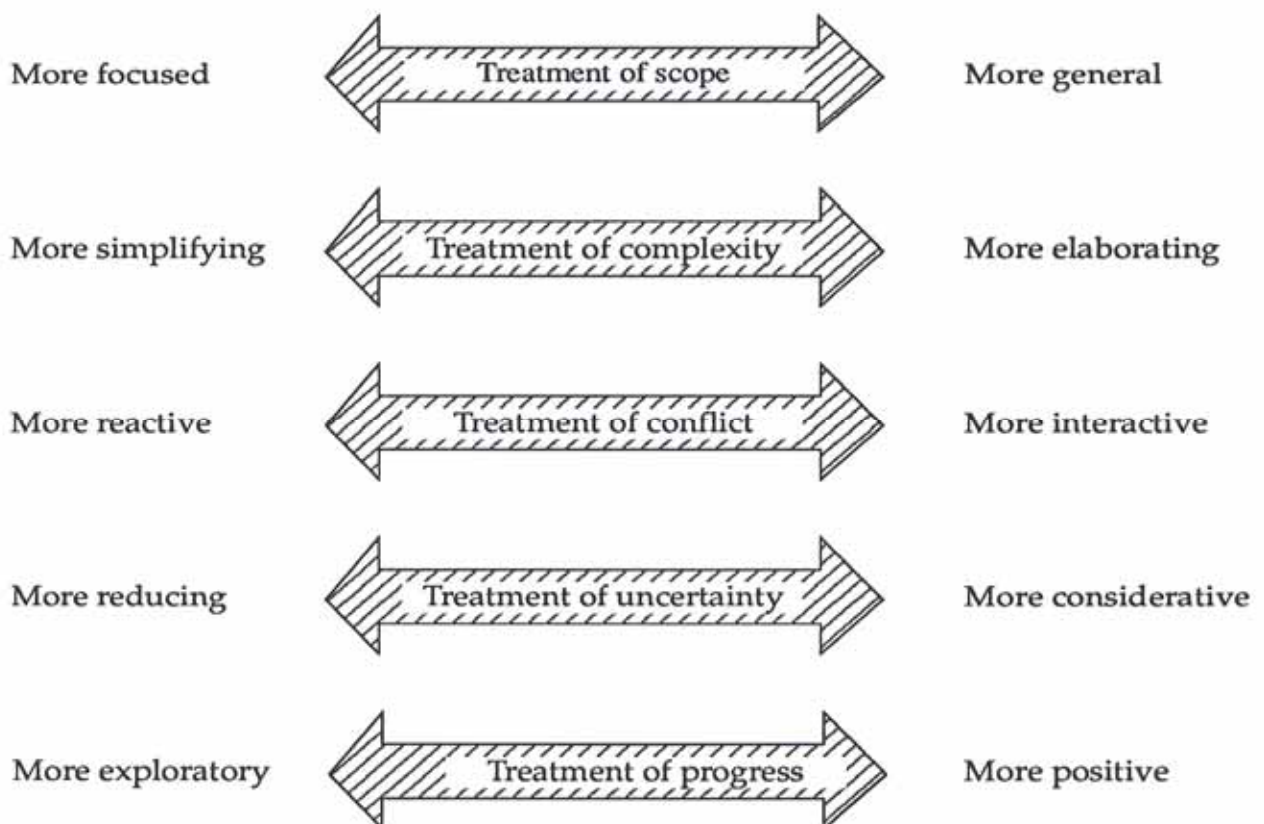 More focused Treatment of scope More general
More simplifying Treatment of complexity More elaborating
More reactive Treatment of conflict More interactive
More reducing Treatment of uncertainty More considerative
More exploratory Treatment of progress More positive